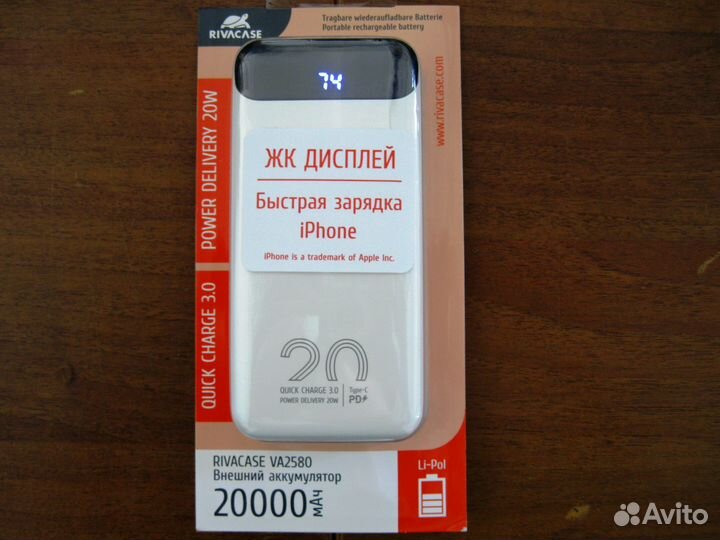 RIVACASE
Tragbare wiederaufladbare Batterie
Portable rechargeable battery
www.rivacase.com
POWER DELIVERY 20W
QUICK CHARGE 3.0
74
ЖК ДИСПЛЕЙ
Быстрая зарядка
iPhone
iPhone is a trademark of Apple Inc.
20
QUICK CHARGE 3.0
POWER DELIVERY 20W
Type-C
PD
RIVACASE VA2580
Внешний аккумулятор
20000 мАч
Li-Pol
Avito